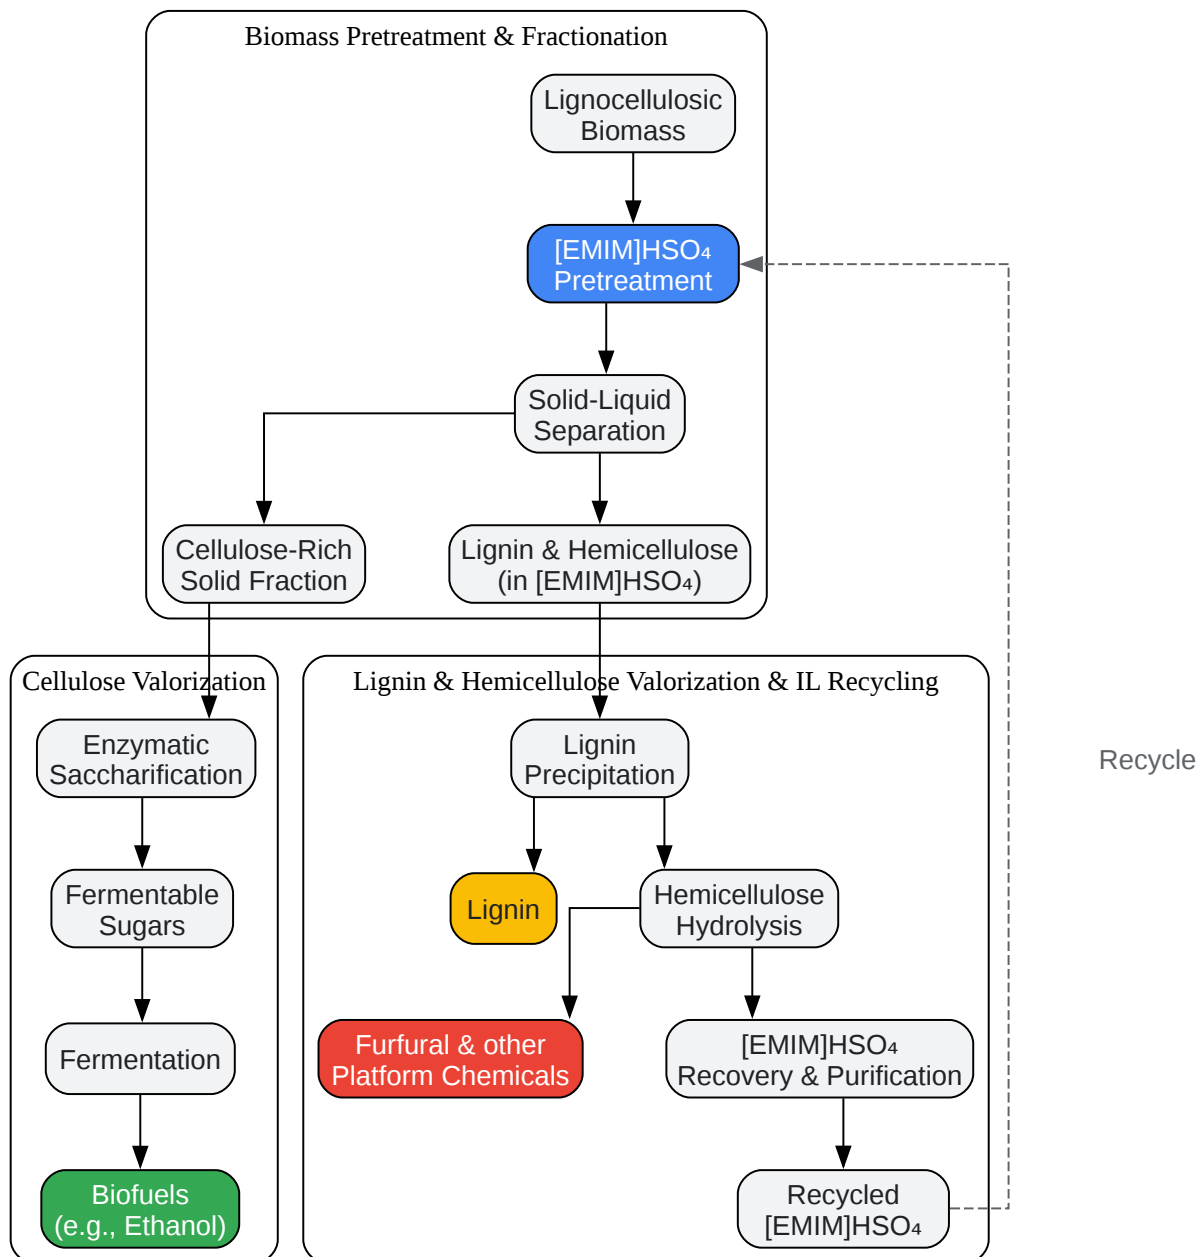 Biomass Pretreatment & Fractionation
Lignocellulosic
Biomass
[EMIM]HSO₄
Pretreatment
Solid-Liquid
Separation
Cellulose-Rich
Solid Fraction
Lignin & Hemicellulose
(in [EMIM]HSO₄)
Cellulose Valorization
Enzymatic
Saccharification
Fermentable
Sugars
Fermentation
Biofuels
(e.g., Ethanol)
Lignin & Hemicellulose Valorization & IL Recycling
Lignin
Precipitation
Lignin
Hemicellulose
Hydrolysis
Furfural & other
Platform Chemicals
[EMIM]HSO₄
Recovery & Purification
Recycled
[EMIM]HSO₄
Recycle